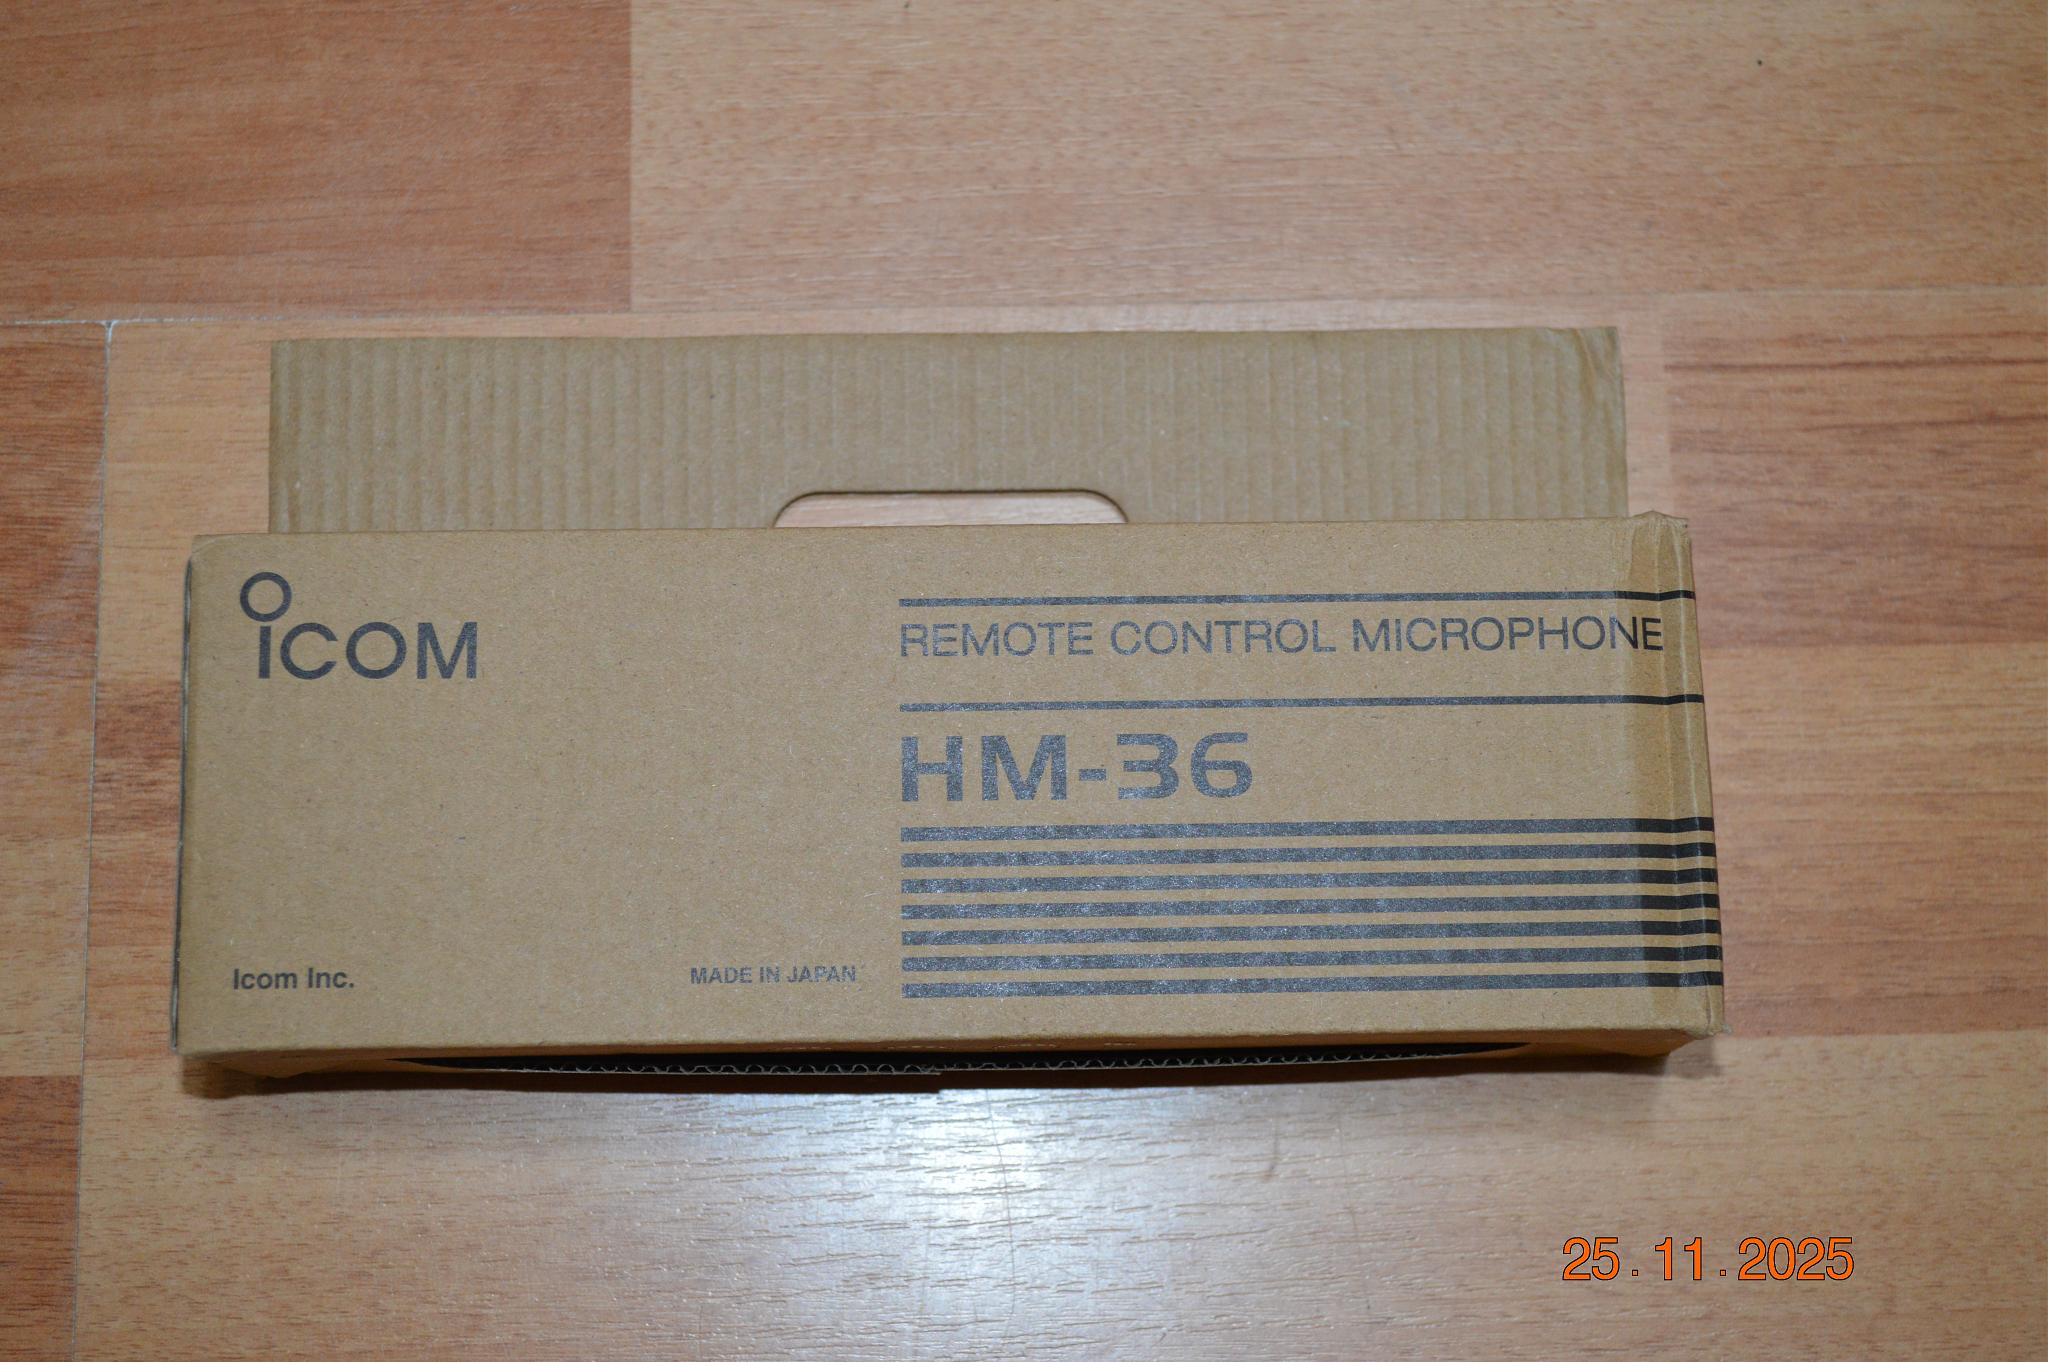 ICOM
REMOTE CONTROL MICROPHONE
HM-36
Icom Inc.
MADE IN JAPAN
25.11.2025